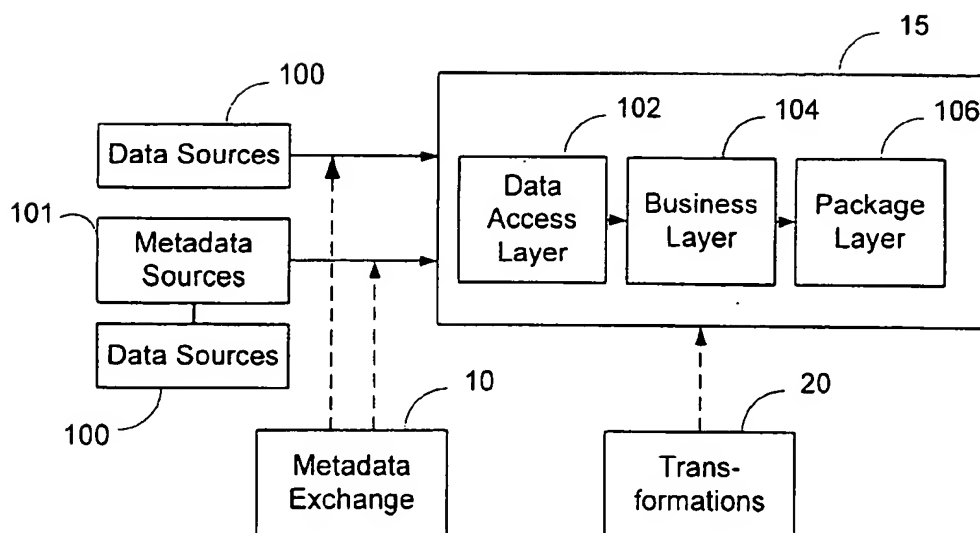 15
100
102
104
106
Data Sources
Data
Access
Layer
Business
Layer
Package
Layer
101
Metadata
Sources
Data Sources
100
10
20
Metadata
Exchange
Trans-
formations